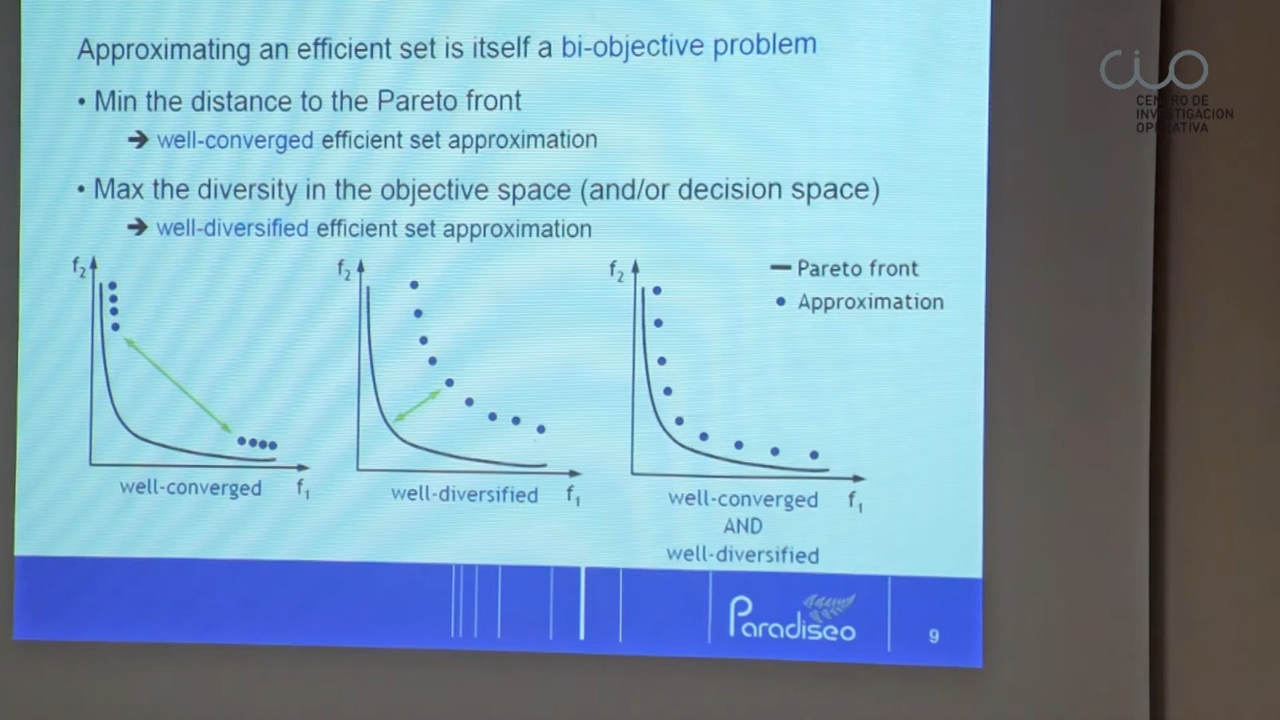 Approximating an efficient set is itself a bi-objective problem
• Min the distance to the Pareto front
➔ well-converged efficient set approximation
• Max the diversity in the objective space (and/or decision space)
➔ well-diversified efficient set approximation
f₂
f₂
f₂
Pareto front
Approximation
well-converged f₁
well-diversified f₁
well-converged f₁
AND
well-diversified
Paradiseo
9
cio
CENTRO DE
INVESTIGACION
OPERATIVA